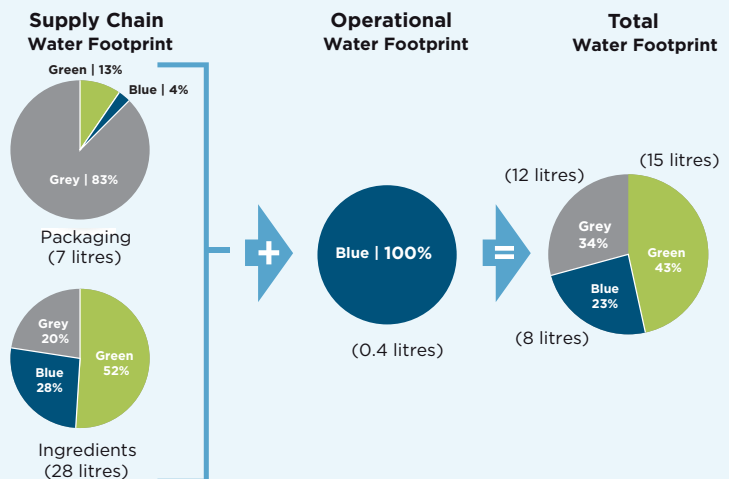 Supply Chain
Water Footprint
Green | 13%
Blue | 4%
Grey | 83%
Packaging
(7 litres)
Grey
20%
Green
52%
Blue
28%
Ingredients
(28 litres)
+
Operational
Water Footprint
Blue | 100%
(0.4 litres)
=
Total
Water Footprint
(15 litres)
(12 litres)
Grey
34%
Green
43%
Blue
23%
(8 litres)